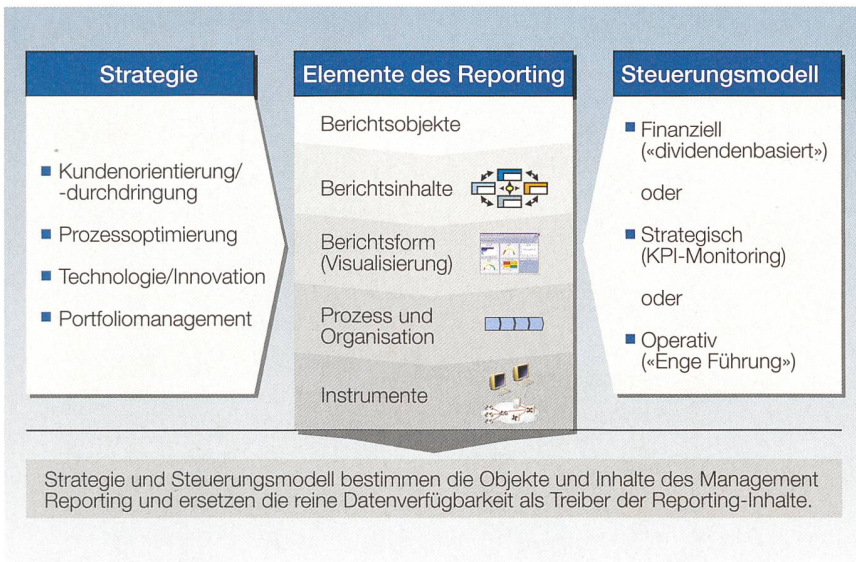 Strategie
Kundenorientierung/
-durchdringung
Prozessoptimierung
Technologie/Innovation
Portfoliomanagement
Elemente des Reporting
Berichtsobjekte
Berichtsinhalte
Berichtsform
(Visualisierung)
Prozess und
Organisation
Instrumente
Steuerungsmodell
Finanziell
(«dividendenbasiert»)
oder
Strategisch
(KPI-Monitoring)
oder
Operativ
(«Enge Führung»)
Strategie und Steuerungsmodell bestimmen die Objekte und Inhalte des Management
Reporting und ersetzen die reine Datenverfügbarkeit als Treiber der Reporting-Inhalte.